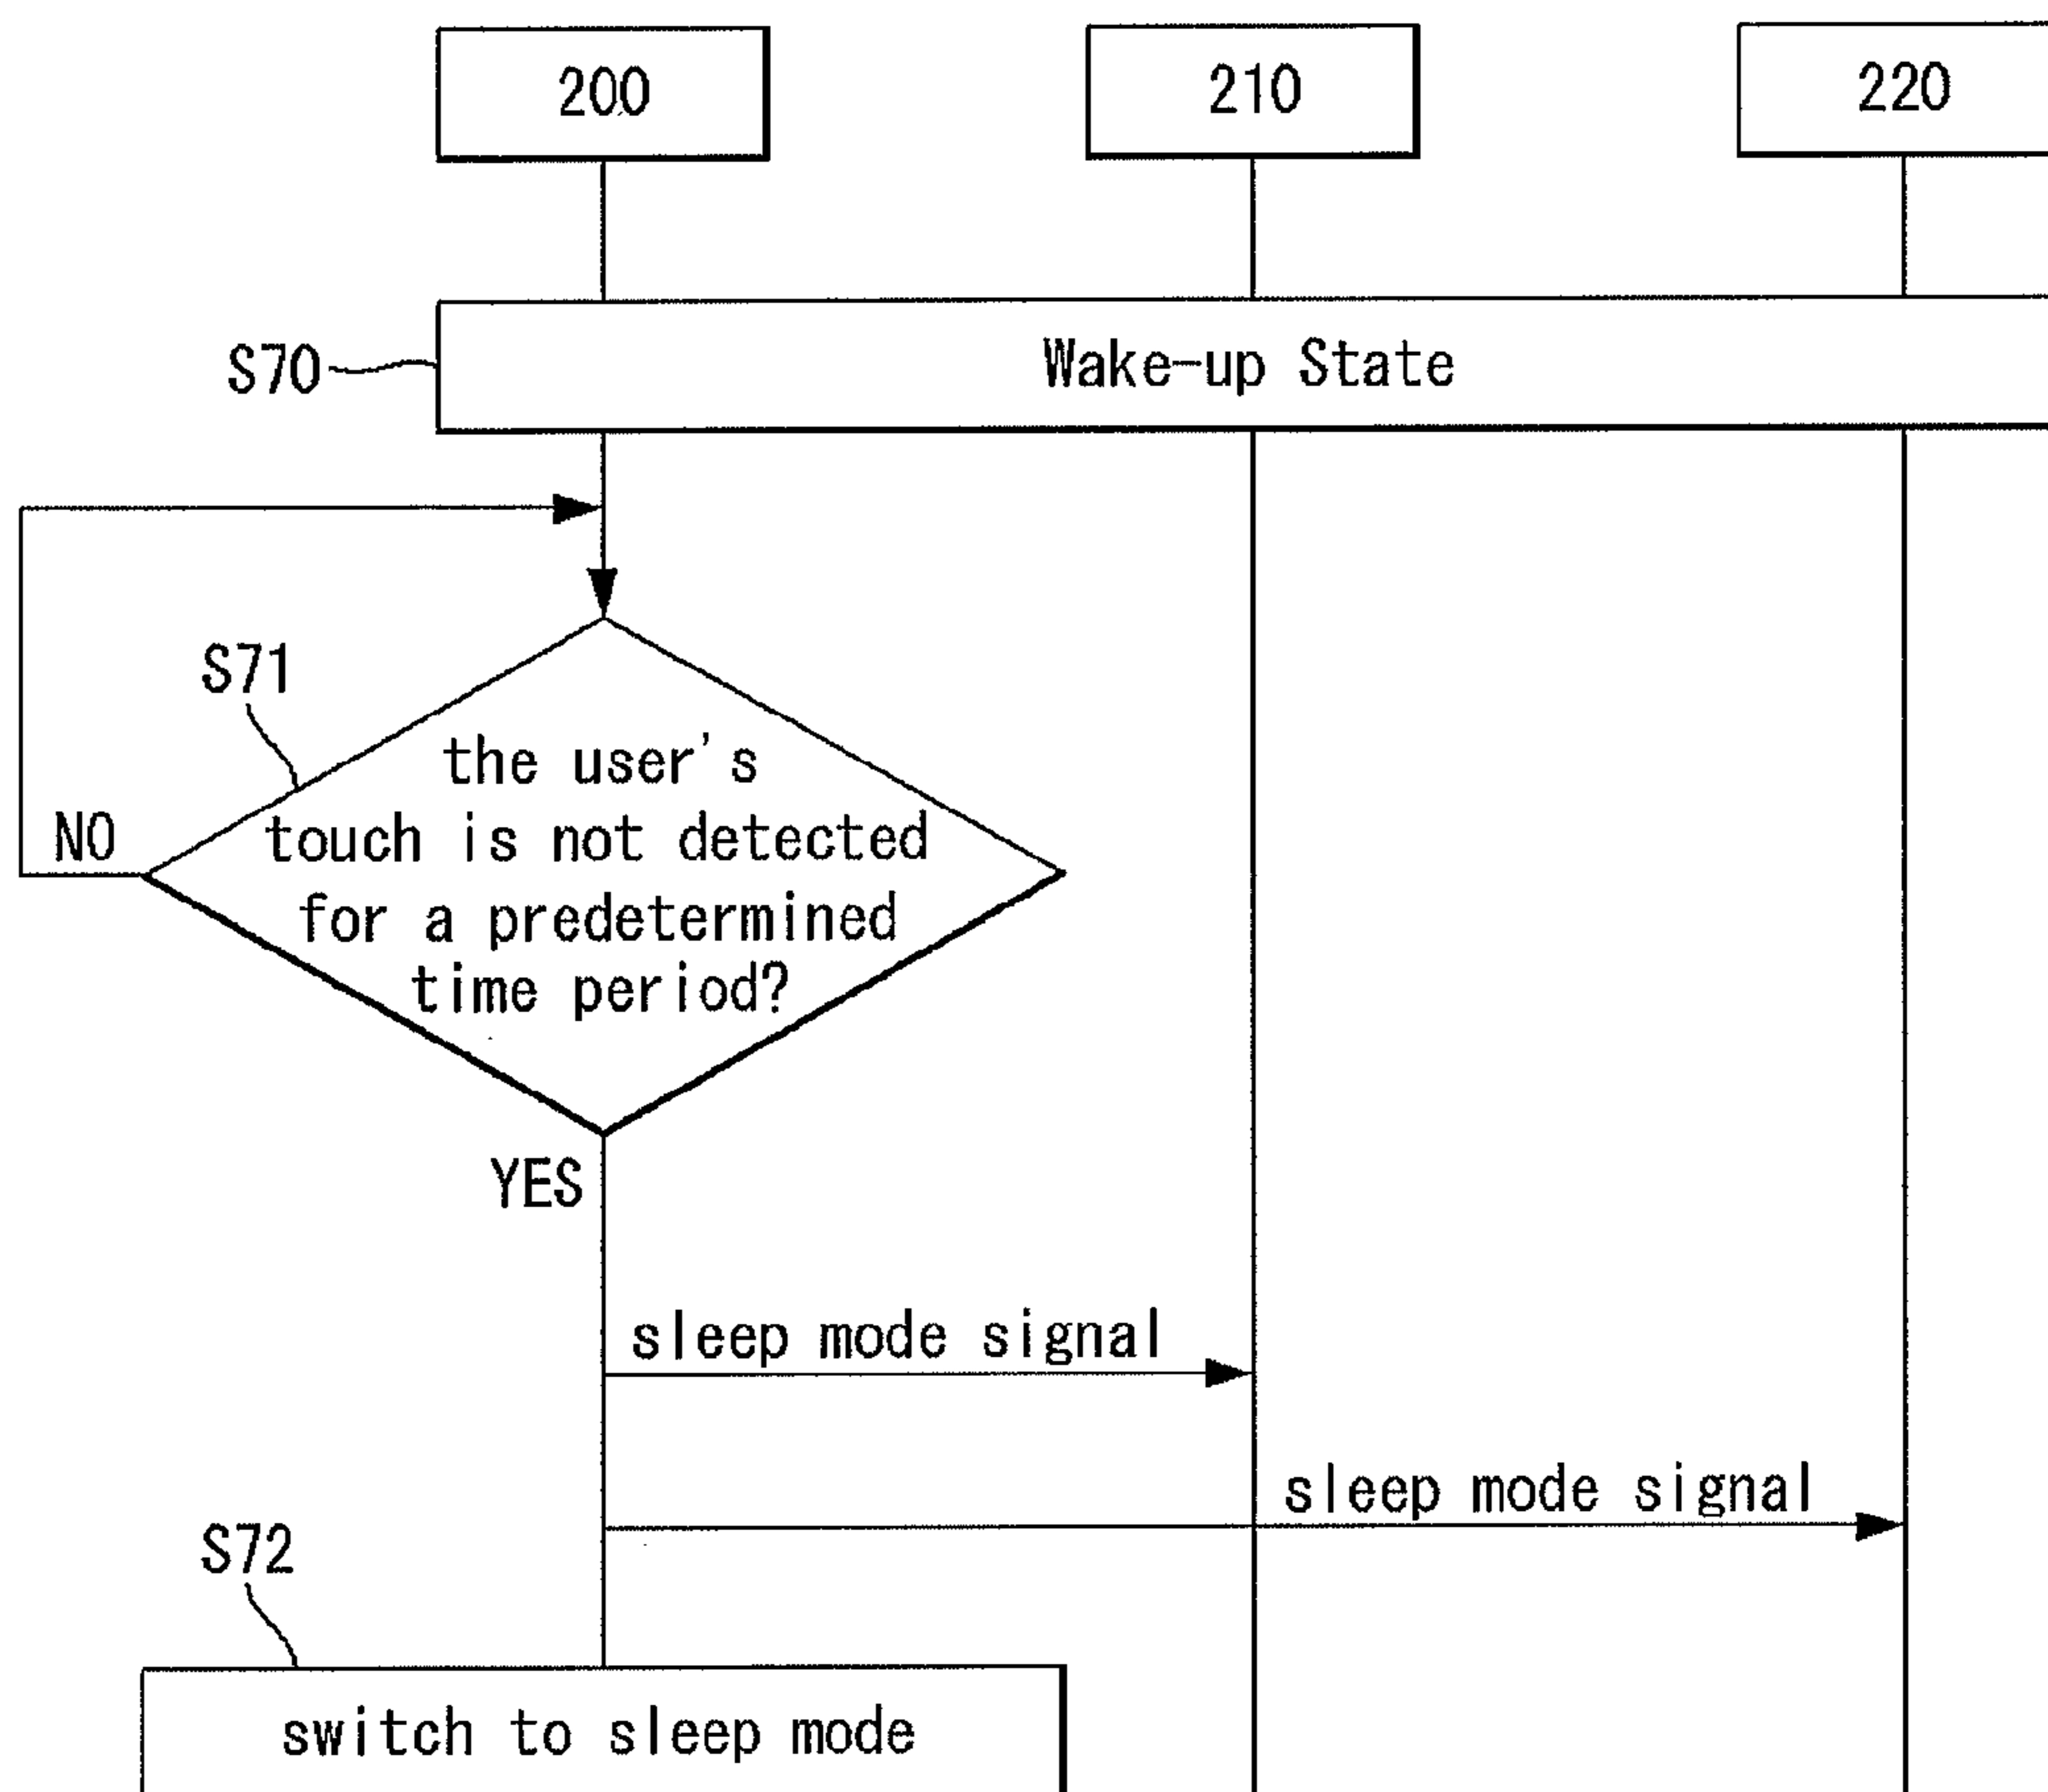 200
210
220
S70
Wake-up State
S71
the user's
touch is not detected
for a predetermined
time period?
NO
YES
sleep mode signal
sleep mode signal
S72
switch to sleep mode